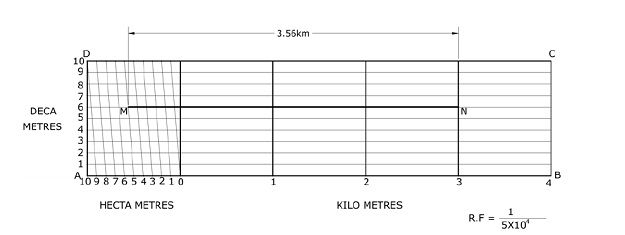 3.56km
D C
10
9
8
7
6 M N
5
4
3
2
1
A B
10 9 8 7 6 5 4 3 2 1 0 1 2 3 4
DECA
METRES
HECTA METRES KILO METRES
R.F = 1
5X10⁴